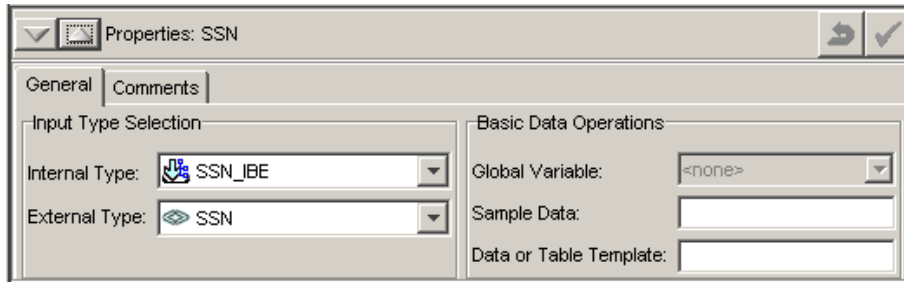 Properties: SSN
General Comments
Input Type Selection
Internal Type: SSN_IBE
External Type: SSN
Basic Data Operations
Global Variable: <none>
Sample Data:
Data or Table Template: